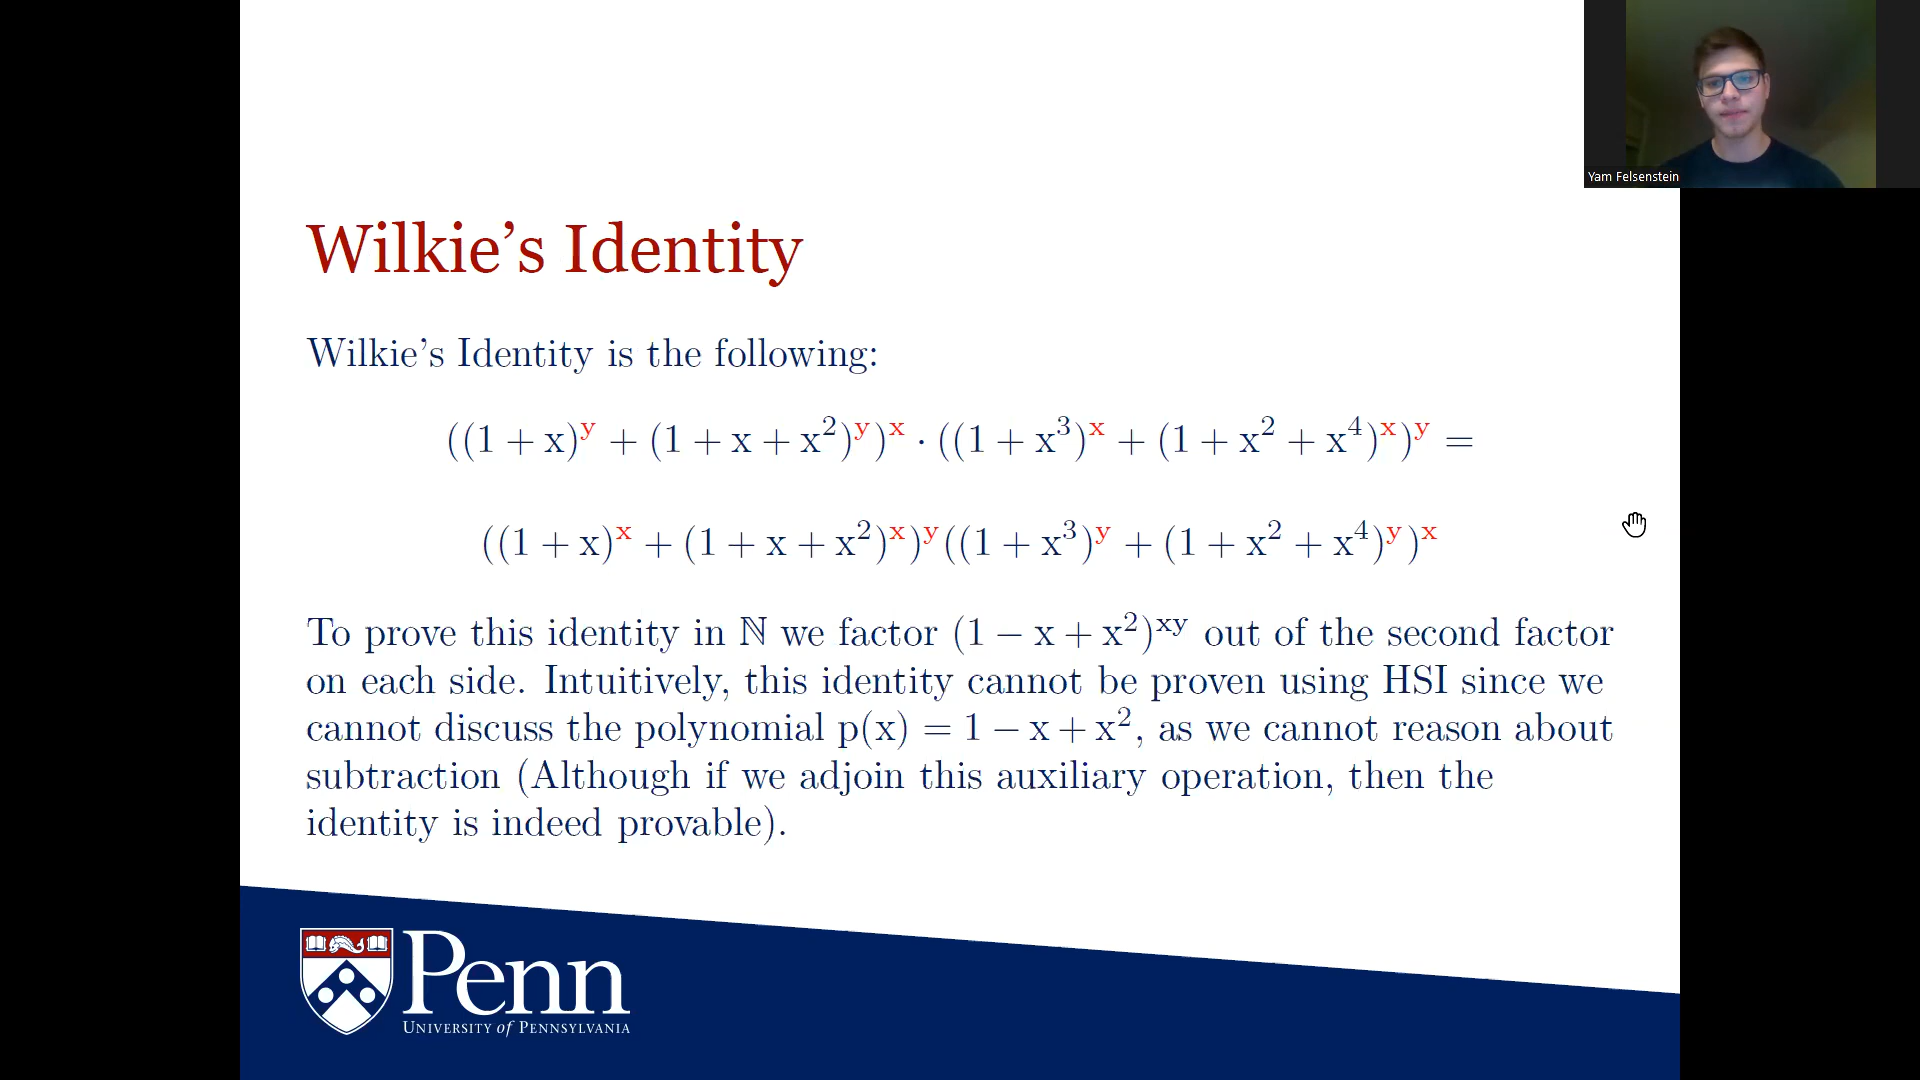 Yam Felsenstein
Wilkie's Identity
Wilkie's Identity is the following:
((1 + x)^y + (1 + x + x^2)^y)^x · ((1 + x^3)^x + (1 + x^2 + x^4)^x)^y =
((1 + x)^x + (1 + x + x^2)^x)^y((1 + x^3)^y + (1 + x^2 + x^4)^y)^x
To prove this identity in ℕ we factor (1 − x + x^2)^xy out of the second factor
on each side. Intuitively, this identity cannot be proven using HSI since we
cannot discuss the polynomial p(x) = 1 − x + x^2, as we cannot reason about
subtraction (Although if we adjoin this auxiliary operation, then the
identity is indeed provable).
Penn
UNIVERSITY of PENNSYLVANIA